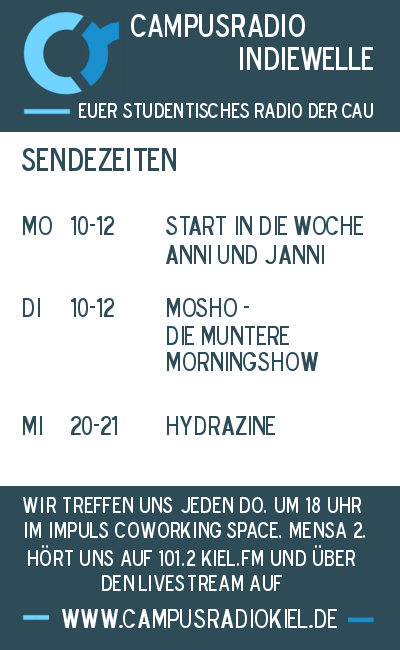 CAMPUSRADIO
INDIEWELLE
EUER STUDENTISCHES RADIO DER CAU
SENDEZEITEN
MO 10-12 START IN DIE WOCHE
ANNI UND JANNI
DI 10-12 MOSHO -
DIE MUNTERE
MORNINGSHOW
MI 20-21 HYDRAZINE
WIR TREFFEN UNS JEDEN DO. UM 18 UHR
IM IMPULS COWORKING SPACE, MENSA 2.
HÖRT UNS AUF 101.2 KIEL.FM UND ÜBER
DEN LIVESTREAM AUF
WWW.CAMPUSRADIOKIEL.DE